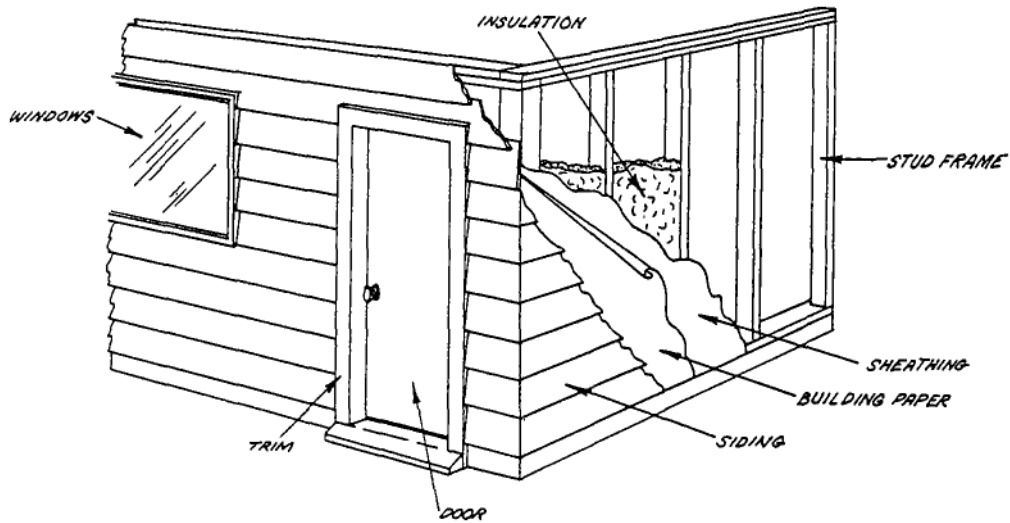 INSULATION
WINDOWS
STUD FRAME
SHEATHING
BUILDING PAPER
SIDING
TRIM
DOOR